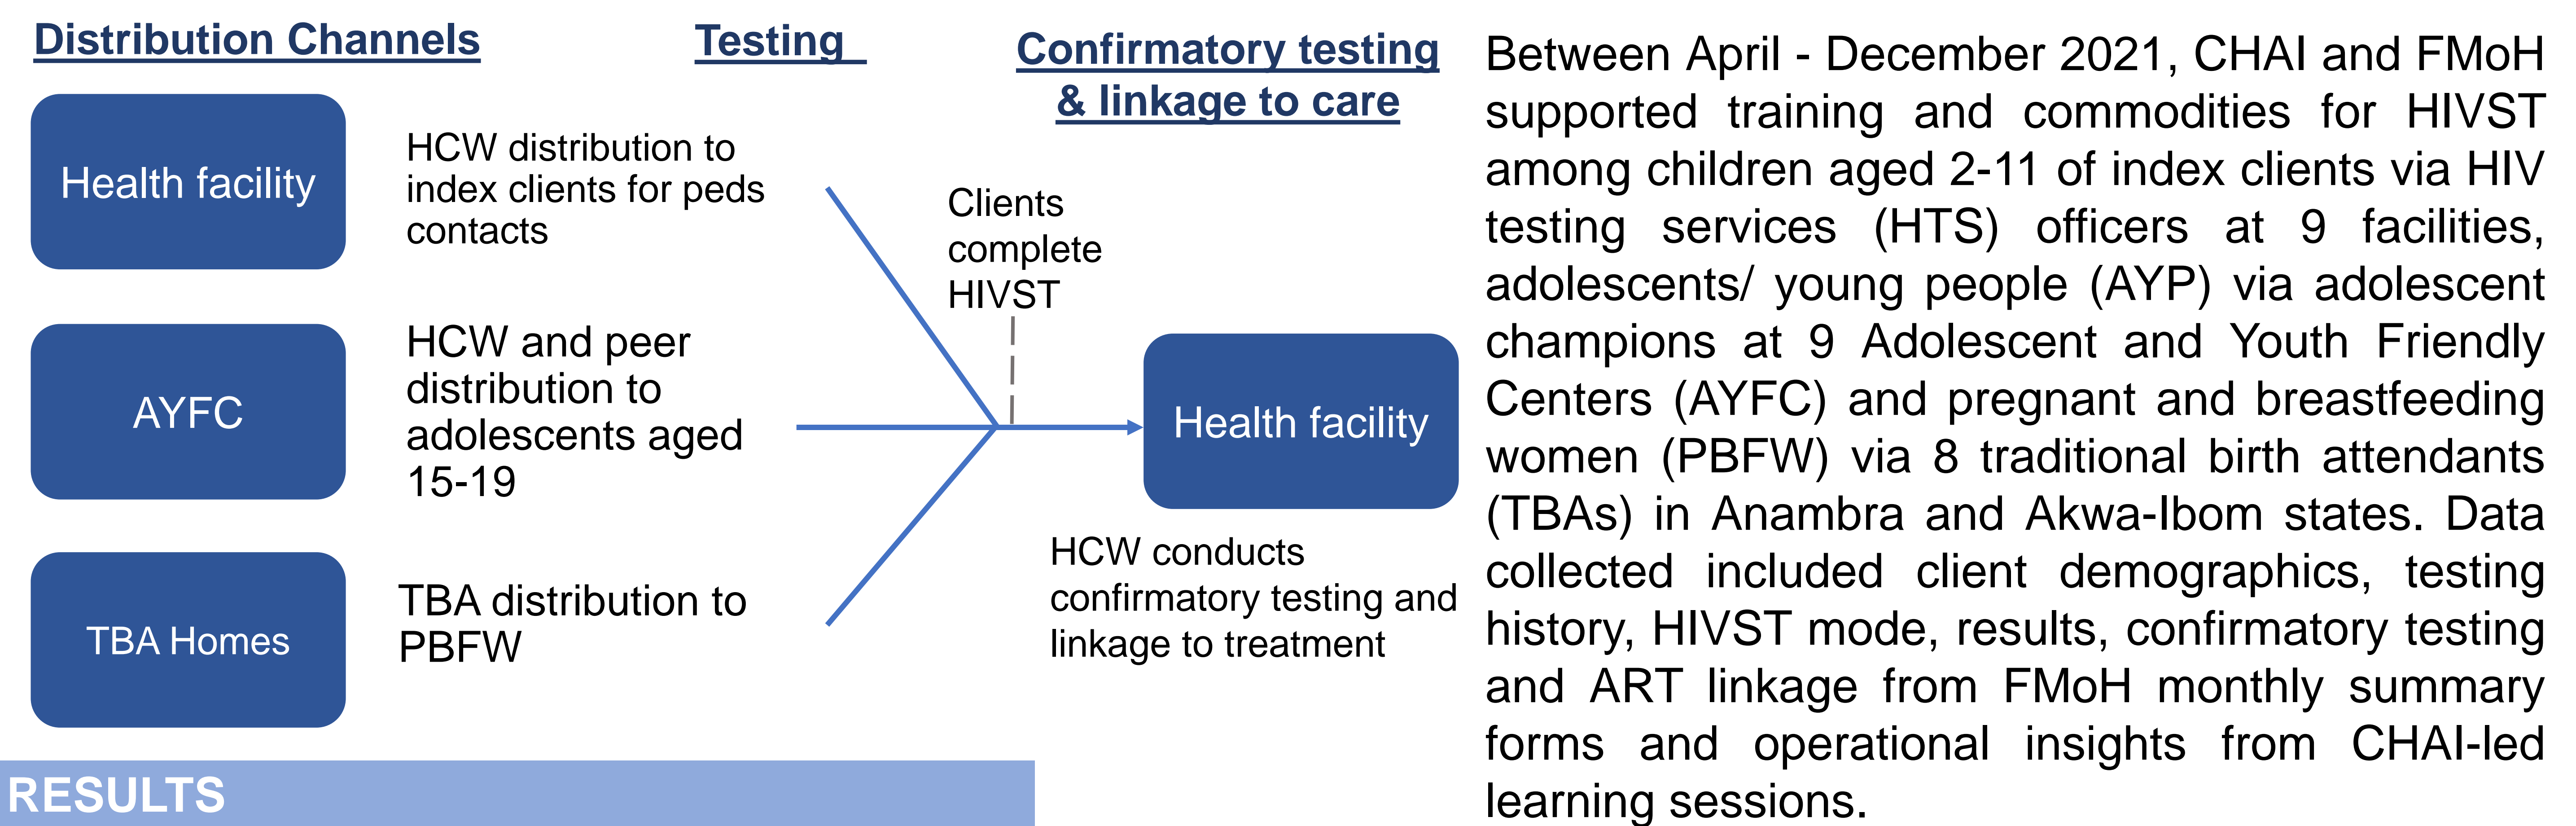 Distribution Channels
Testing
Confirmatory testing
& linkage to care
Health facility
HCW distribution to
index clients for peds
contacts
AYFC
HCW and peer
distribution to
adolescents aged
15-19
TBA Homes
TBA distribution to
PBFW
Clients
complete
HIVST
Health facility
HCW conducts
confirmatory testing and
linkage to treatment
Between April - December 2021, CHAI and FMoH
supported training and commodities for HIVST
among children aged 2-11 of index clients via HIV
testing services (HTS) officers at 9 facilities,
adolescents/ young people (AYP) via adolescent
champions at 9 Adolescent and Youth Friendly
Centers (AYFC) and pregnant and breastfeeding
women (PBFW) via 8 traditional birth attendants
(TBAs) in Anambra and Akwa-Ibom states. Data
collected included client demographics, testing
history, HIVST mode, results, confirmatory testing
and ART linkage from FMoH monthly summary
forms and operational insights from CHAI-led
learning sessions.
RESULTS